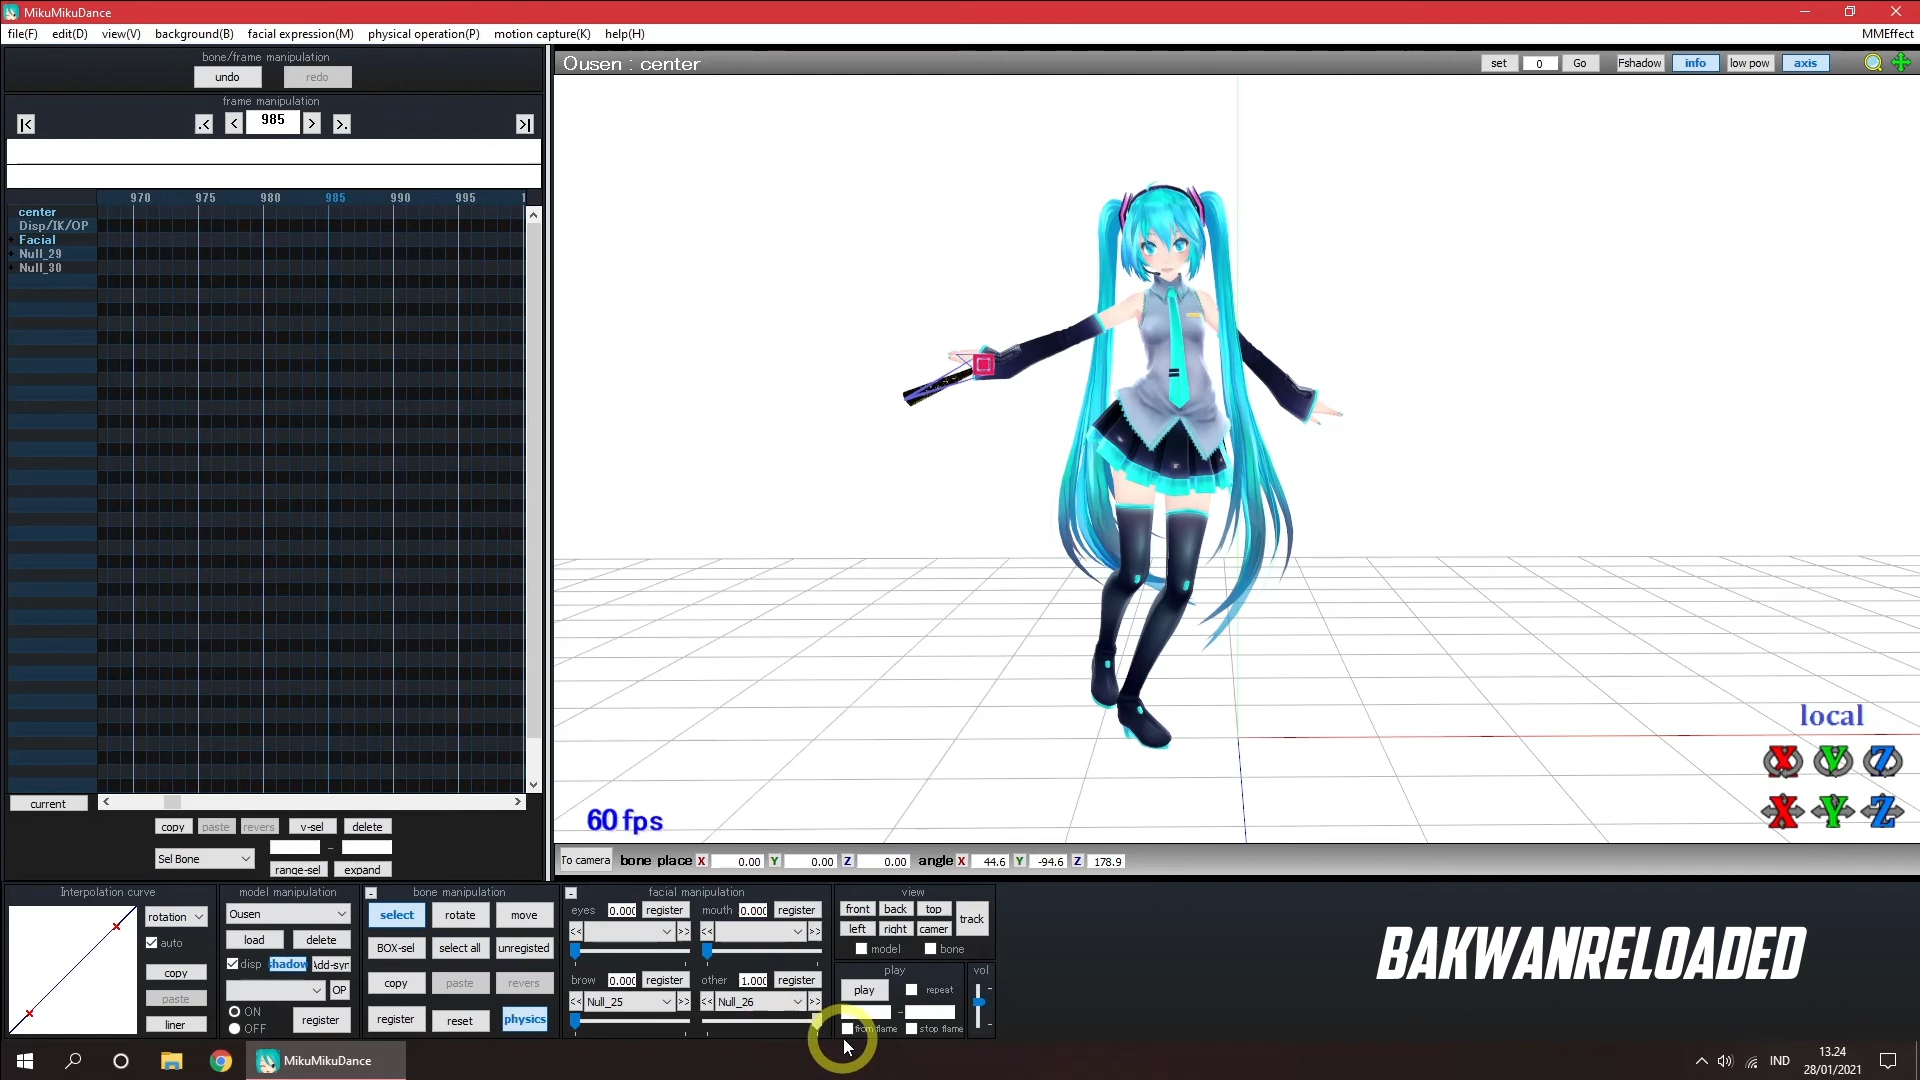 MikuMikuDance
file(F) edit(D) view(V) background(B) facial expression(M) physical operation(P) motion capture(K) help(H) MMEffect
bone/frame manipulation
undo redo
frame manipulation
|< .< < 985 > >. >|
Ousen : center
set 0 Go Fshadow info low pow axis
970 975 980 985 990 995 1
center
Disp/IK/OP
+ Facial
+ Null_29
+ Null_30
local
X Y Z
X Y Z
60 fps
current
copy paste revers v-sel delete
Sel Bone - 
range-sel expand
To camera bone place X 0.00 Y 0.00 Z 0.00 angle X 44.6 Y -94.6 Z 178.9
Interpolation curve
rotation
auto
copy
paste
liner
model manipulation
Ousen
load delete
disp shadow Add-syn
OP
ON
OFF
register
- bone manipulation
select rotate move
BOX-sel select all unregisted
copy paste revers
register reset physics
- facial manipulation
eyes 0.000 register mouth 0.000 register
<< >> << >>
brow 0.000 register other 1.000 register
<< Null_25 >> << Null_26 >>
view
front back top track
left right camer
model bone
play
play repeat
-
from flame stop flame
vol
BAKWANRELOADED
MikuMikuDance
IND
13.24
28/01/2021